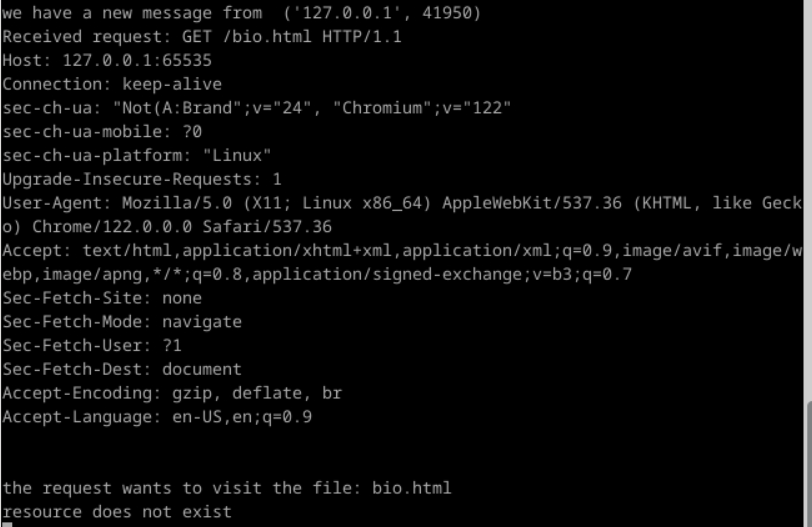 we have a new message from  ('127.0.0.1', 41950)
Received request: GET /bio.html HTTP/1.1
Host: 127.0.0.1:65535
Connection: keep-alive
sec-ch-ua: "Not(A:Brand";v="24", "Chromium";v="122"
sec-ch-ua-mobile: ?0
sec-ch-ua-platform: "Linux"
Upgrade-Insecure-Requests: 1
User-Agent: Mozilla/5.0 (X11; Linux x86_64) AppleWebKit/537.36 (KHTML, like Geck
o) Chrome/122.0.0.0 Safari/537.36
Accept: text/html,application/xhtml+xml,application/xml;q=0.9,image/avif,image/w
ebp,image/apng,*/*;q=0.8,application/signed-exchange;v=b3;q=0.7
Sec-Fetch-Site: none
Sec-Fetch-Mode: navigate
Sec-Fetch-User: ?1
Sec-Fetch-Dest: document
Accept-Encoding: gzip, deflate, br
Accept-Language: en-US,en;q=0.9
the request wants to visit the file: bio.html
resource does not exist